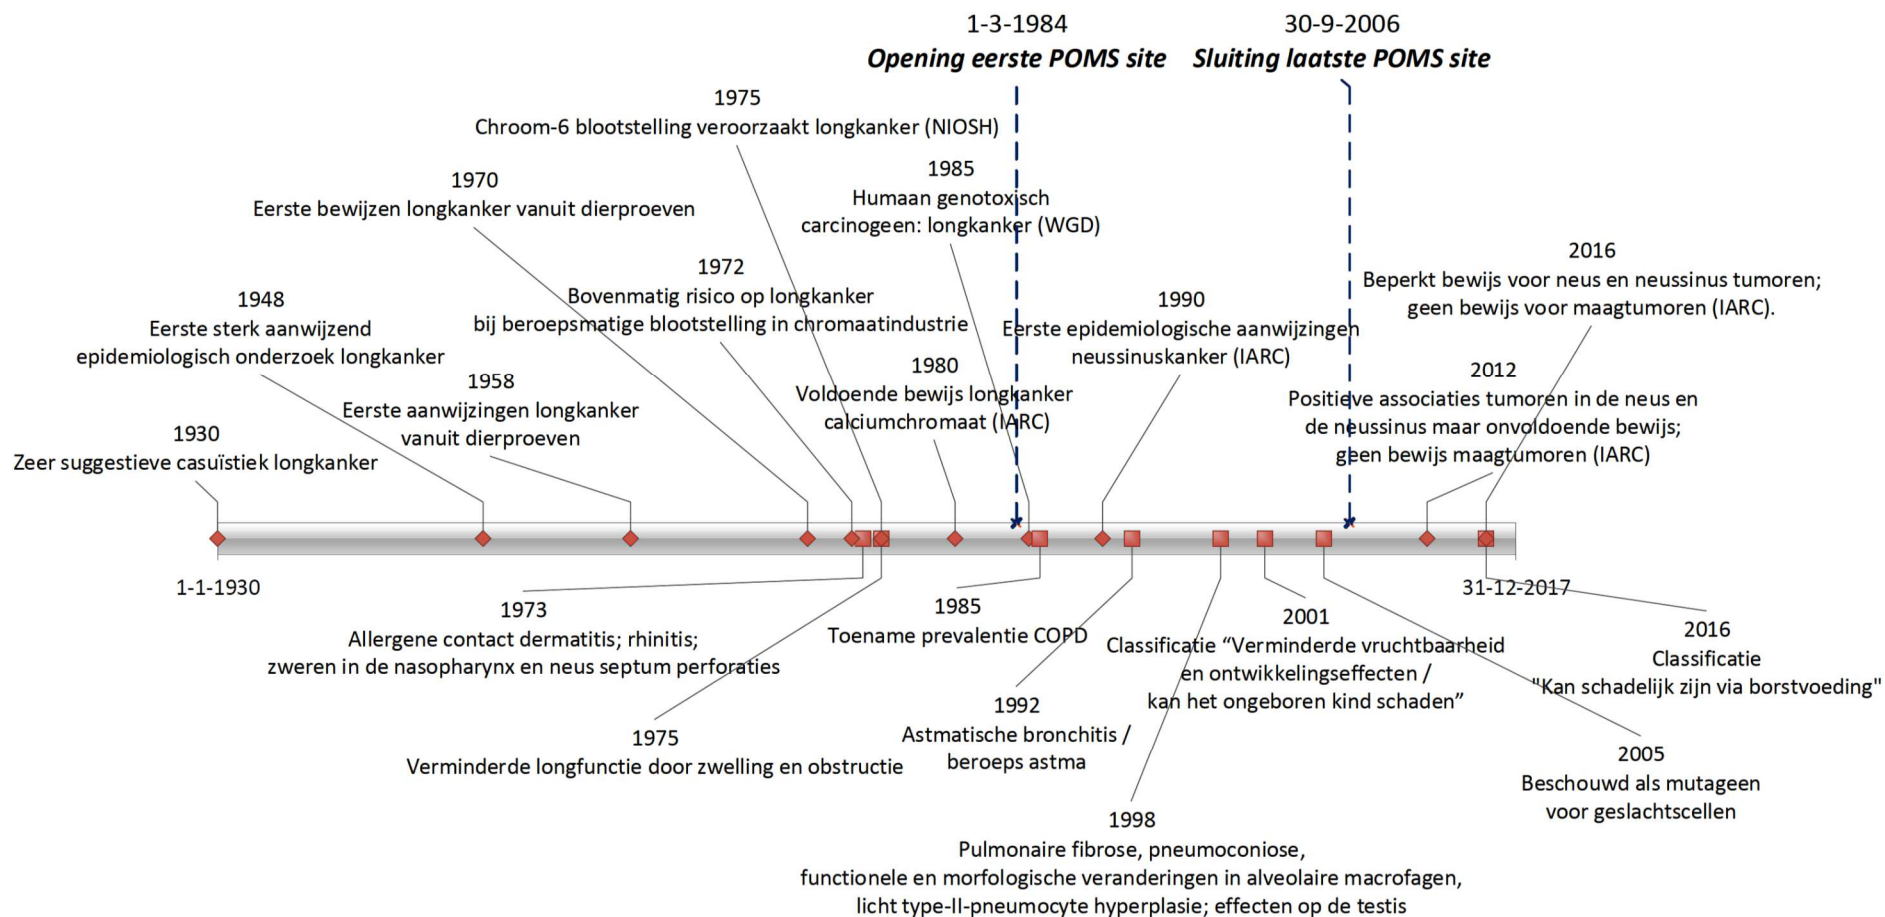 1-3-1984
Opening eerste POMS site
30-9-2006
Sluiting laatste POMS site
1975
Chroom-6 blootstelling veroorzaakt longkanker (NIOSH)
1970
Eerste bewijzen longkanker vanuit dierproeven
1985
Humaan genotoxisch
carcinogeen: longkanker (WGD)
1972
Bovenmatig risico op longkanker
bij beroepsmatige blootstelling in chromaatindustrie
2016
Beperkt bewijs voor neus en neussinus tumoren;
geen bewijs voor maagtumoren (IARC).
1948
Eerste sterk aanwijzend
epidemiologisch onderzoek longkanker
1990
Eerste epidemiologische aanwijzingen
neussinuskanker (IARC)
1958
Eerste aanwijzingen longkanker
vanuit dierproeven
1980
Voldoende bewijs longkanker
calciumchromaat (IARC)
2012
Positieve associaties tumoren in de neus en
de neussinus maar onvoldoende bewijs;
geen bewijs maagtumoren (IARC)
1930
Zeer suggestieve casuïstiek longkanker
1-1-1930
31-12-2017
1973
Allergene contact dermatitis; rhinitis;
zweren in de nasopharynx en neus septum perforaties
1985
Toename prevalentie COPD
2001
Classificatie “Verminderde vruchtbaarheid
en ontwikkelingseffecten /
kan het ongeboren kind schaden”
2016
Classificatie
"Kan schadelijk zijn via borstvoeding"
1975
Verminderde longfunctie door zwelling en obstructie
1992
Astmatische bronchitis /
beroeps astma
2005
Beschouwd als mutageen
voor geslachtscellen
1998
Pulmonaire fibrose, pneumoconiose,
functionele en morfologische veranderingen in alveolaire macrofagen,
licht type-II-pneumocyte hyperplasie; effecten op de testis